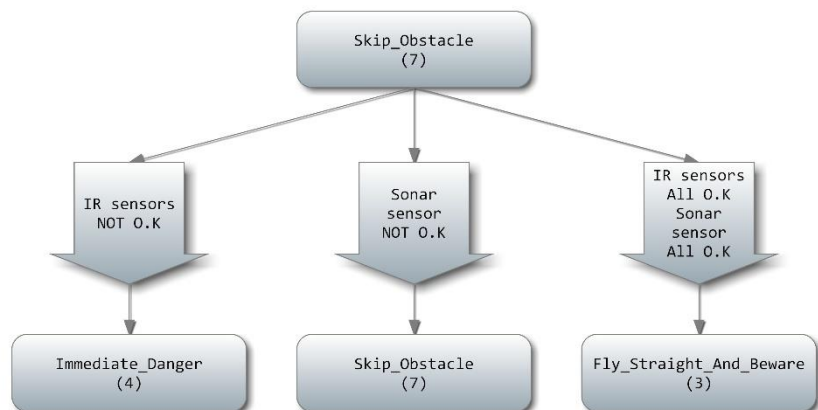 Skip_Obstacle
(7)
IR sensors
NOT O.K
Sonar
sensor
NOT O.K
IR sensors
All O.K
Sonar
sensor
All O.K
Immediate_Danger
(4)
Skip_Obstacle
(7)
Fly_Straight_And_Beware
(3)